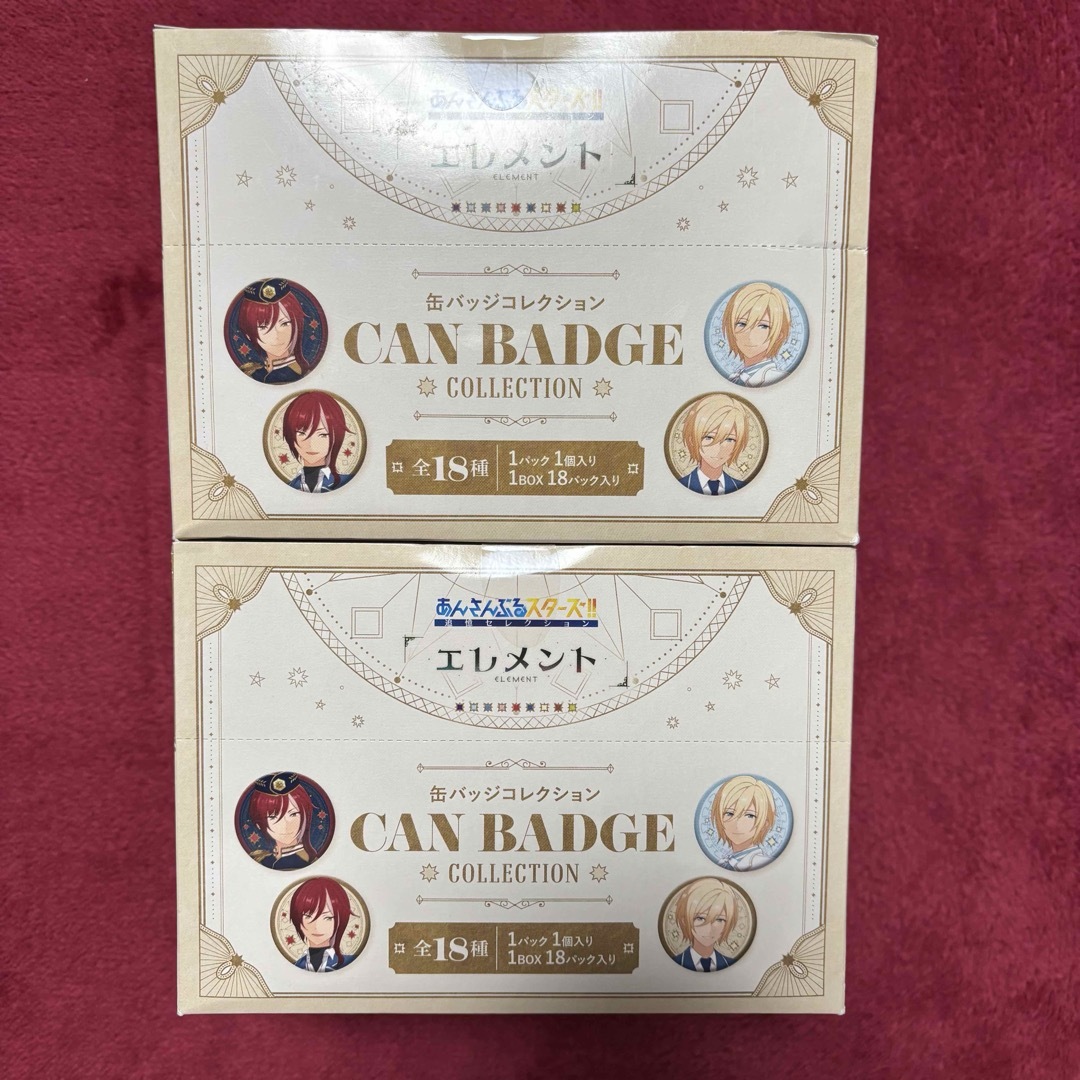 あんさんぶるスターズ!!
エレメント
ELEMENT
缶バッジコレクション
CAN BADGE
COLLECTION
全18種
1パック 1個入り
1BOX 18パック入り
あんさんぶるスターズ!!
追憶セレクション
エレメント
ELEMENT
缶バッジコレクション
CAN BADGE
COLLECTION
全18種
1パック 1個入り
1BOX 18パック入り